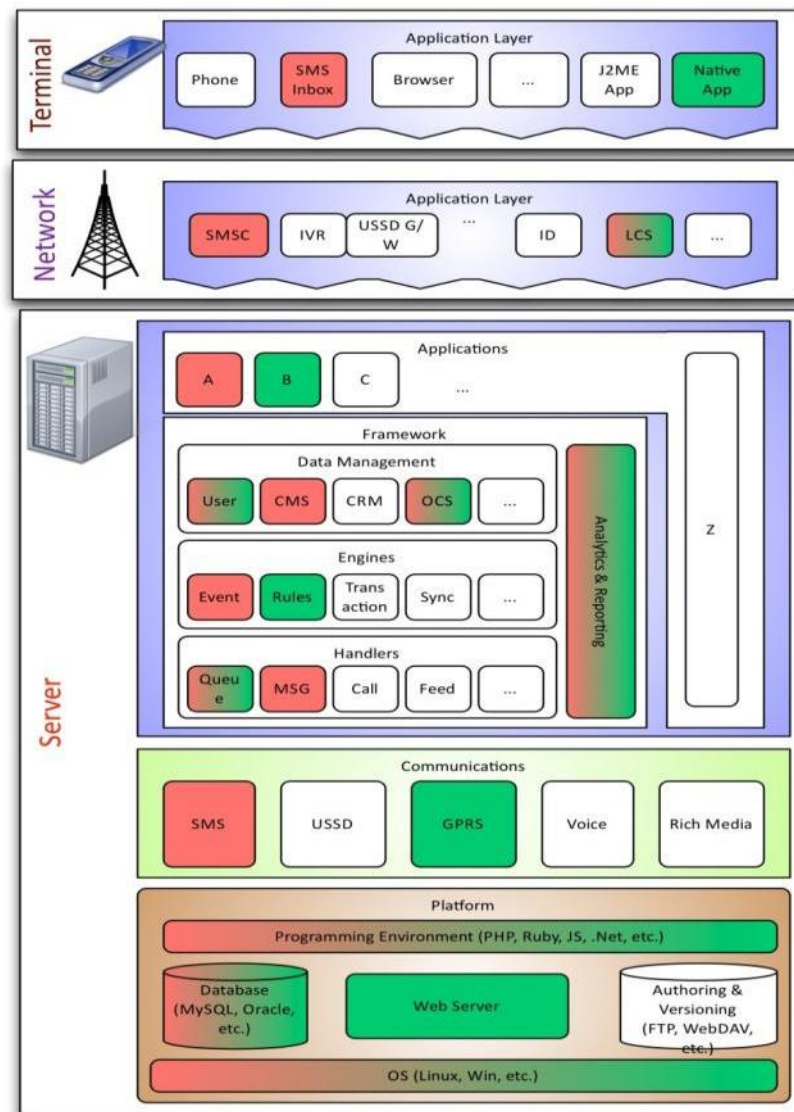 Terminal
Application Layer
Phone
SMS
Inbox
Browser
...
J2ME
App
Native
App
Network
Application Layer
SMSC
IVR
USSD G/
W
...
ID
LCS
...
Server
Applications
A
B
C
...
Z
Framework
Data Management
User
CMS
CRM
OCS
...
Engines
Event
Rules
Trans
action
Sync
...
Handlers
Queu
e
MSG
Call
Feed
...
Analytics & Reporting
Communications
SMS
USSD
GPRS
Voice
Rich Media
Platform
Programming Environment (PHP, Ruby, JS, .Net, etc.)
Database
(MySQL, Oracle,
etc.)
Web Server
Authoring &
Versioning
(FTP, WebDAV,
etc.)
OS (Linux, Win, etc.)